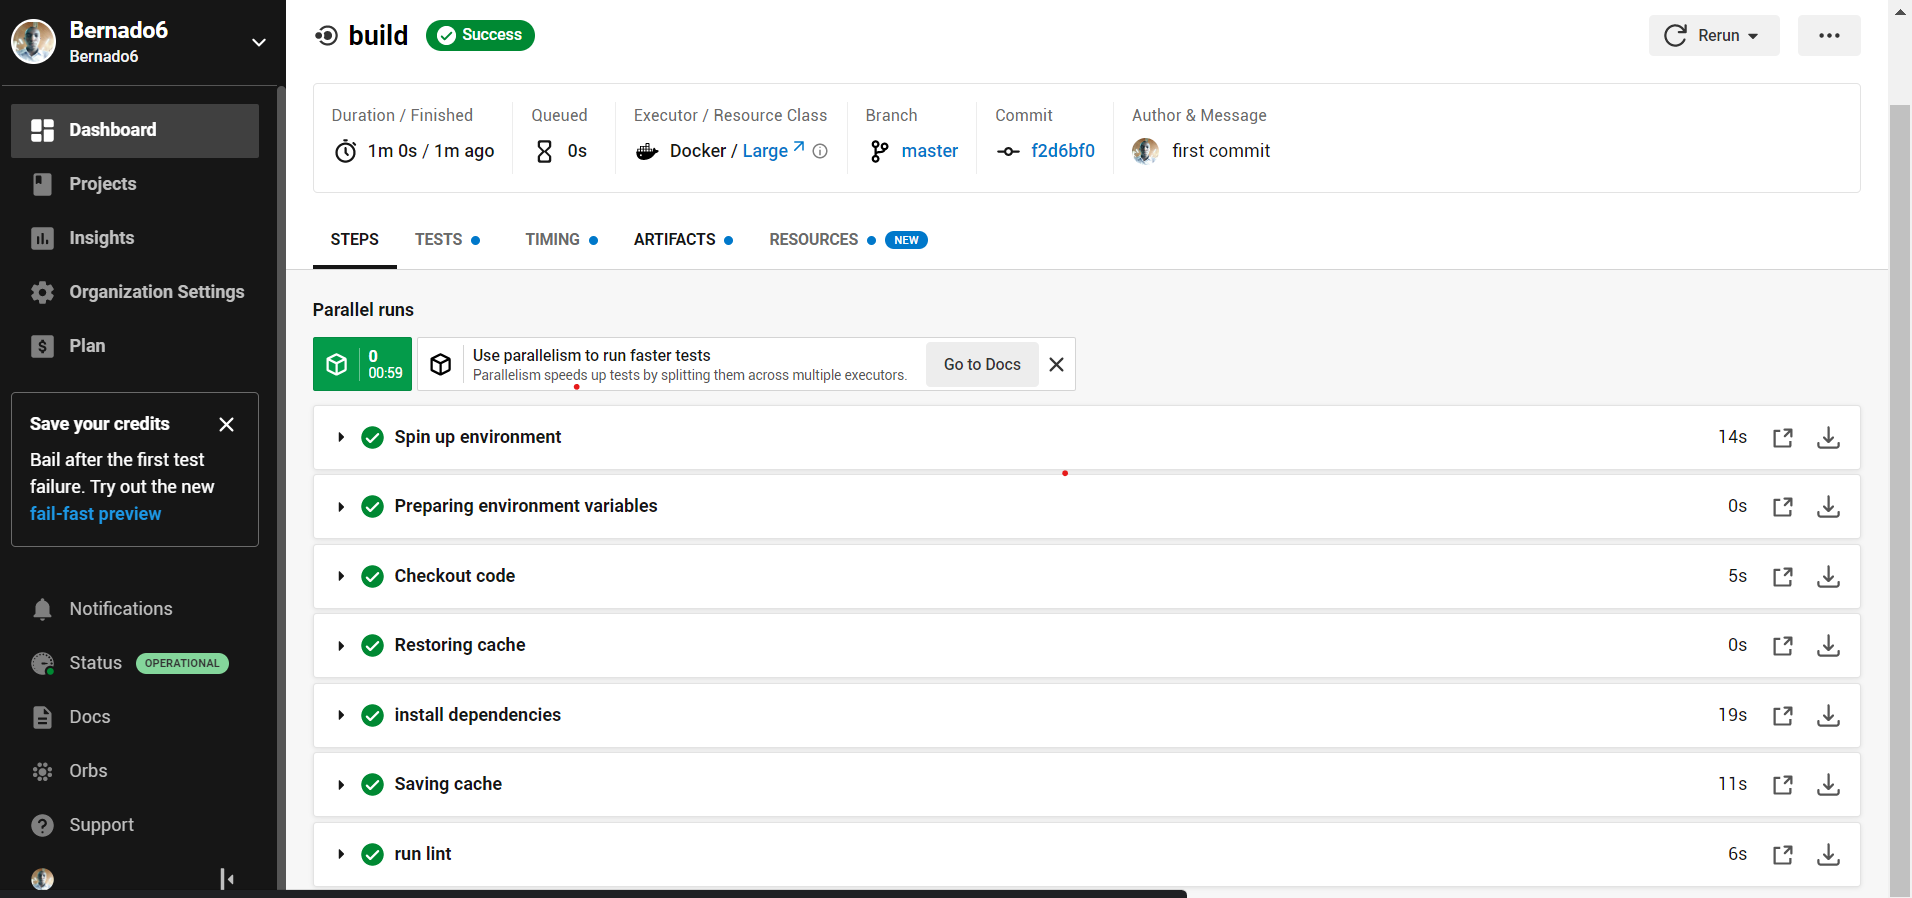 Bernado6
Bernado6
Dashboard
Projects
Insights
Organization Settings
$ Plan
Save your credits
Bail after the first test
failure. Try out the new
fail-fast preview
Notifications
Status OPERATIONAL
Docs
Orbs
? Support
build Success
Rerun
Duration / Finished
1m 0s / 1m ago
Queued
0s
Executor / Resource Class
Docker / Large
Branch
master
Commit
f2d6bf0
Author & Message
first commit
STEPS TESTS TIMING ARTIFACTS RESOURCES NEW
Parallel runs
0
00:59
Use parallelism to run faster tests
Parallelism speeds up tests by splitting them across multiple executors.
Go to Docs
Spin up environment 14s
Preparing environment variables 0s
Checkout code 5s
Restoring cache 0s
install dependencies 19s
Saving cache 11s
run lint 6s